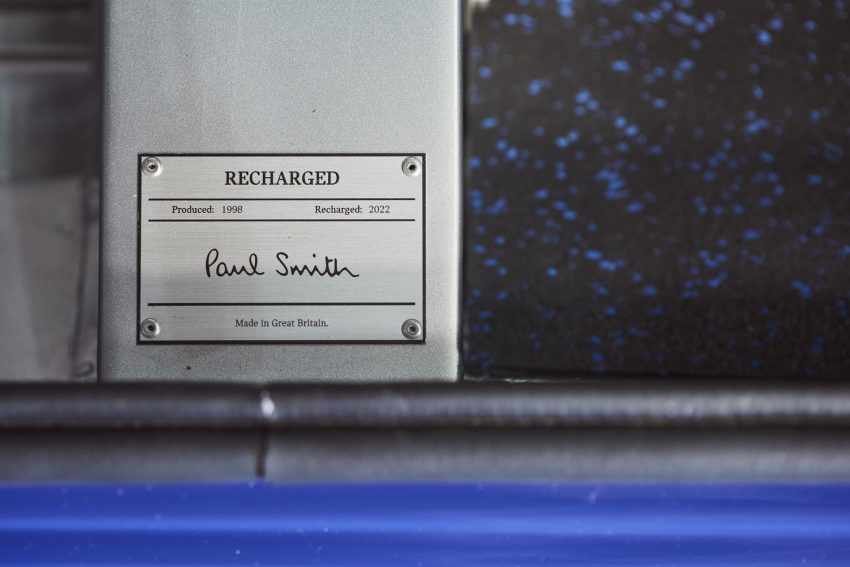 RECHARGED
Produced: 1998 Recharged: 2022
Paul Smith
Made in Great Britain.